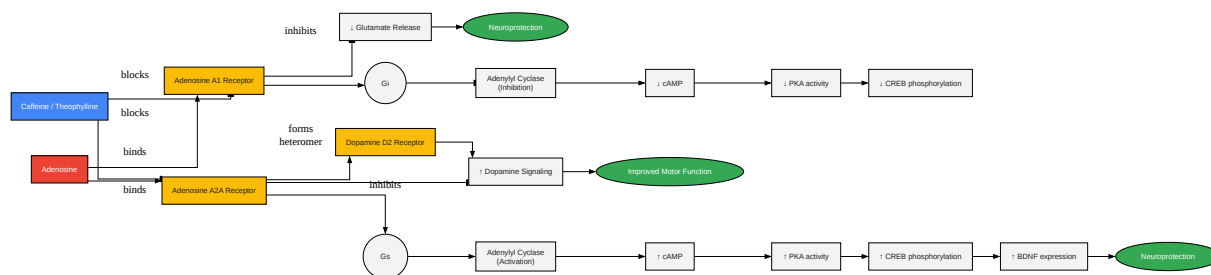 inhibits
↓ Glutamate Release
Neuroprotection
blocks
Adenosine A1 Receptor
Gi
Adenylyl Cyclase
(Inhibition)
↓ cAMP
↓ PKA activity
↓ CREB phosphorylation
Caffeine / Theophylline
blocks
forms
heteromer
Dopamine D2 Receptor
binds
Adenosine
↑ Dopamine Signaling
Improved Motor Function
binds
Adenosine A2A Receptor
inhibits
Gs
Adenylyl Cyclase
(Activation)
↑ cAMP
↑ PKA activity
↑ CREB phosphorylation
↑ BDNF expression
Neuroprotection